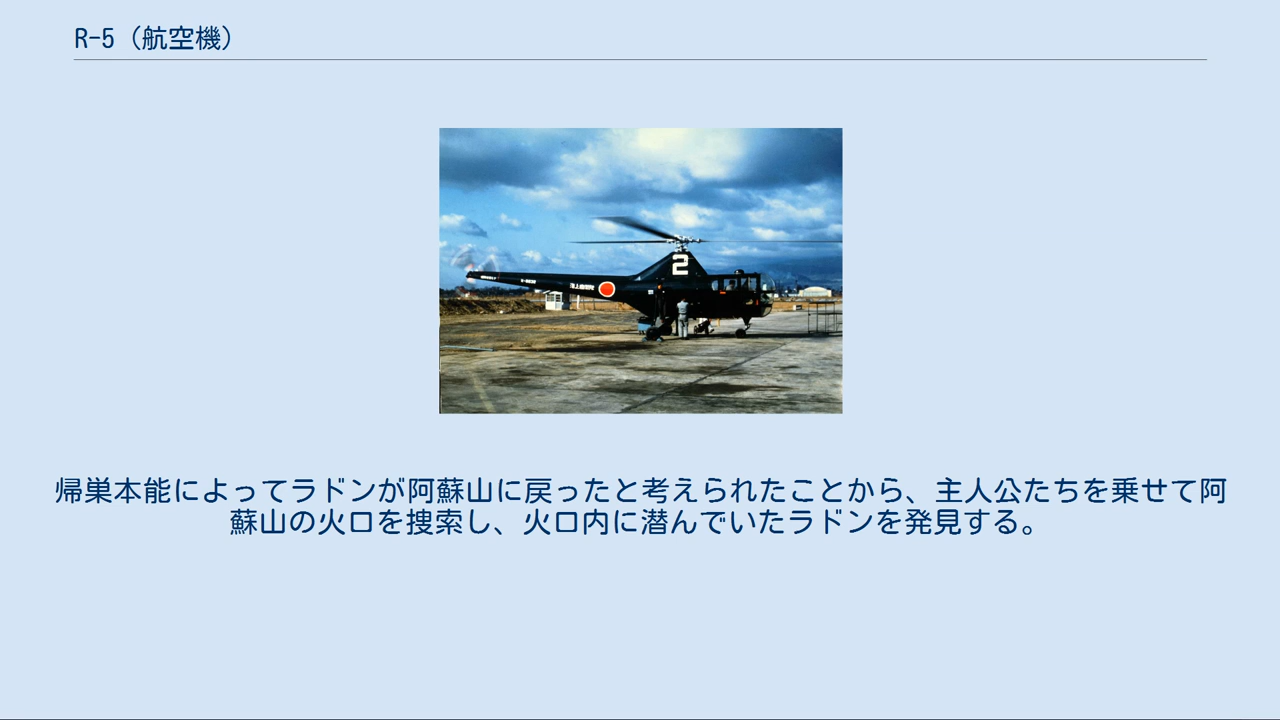 R-5（航空機）
2
帰巣本能によってラドンが阿蘇山に戻ったと考えられたことから、主人公たちを乗せて阿
蘇山の火口を捜索し、火口内に潜んでいたラドンを発見する。